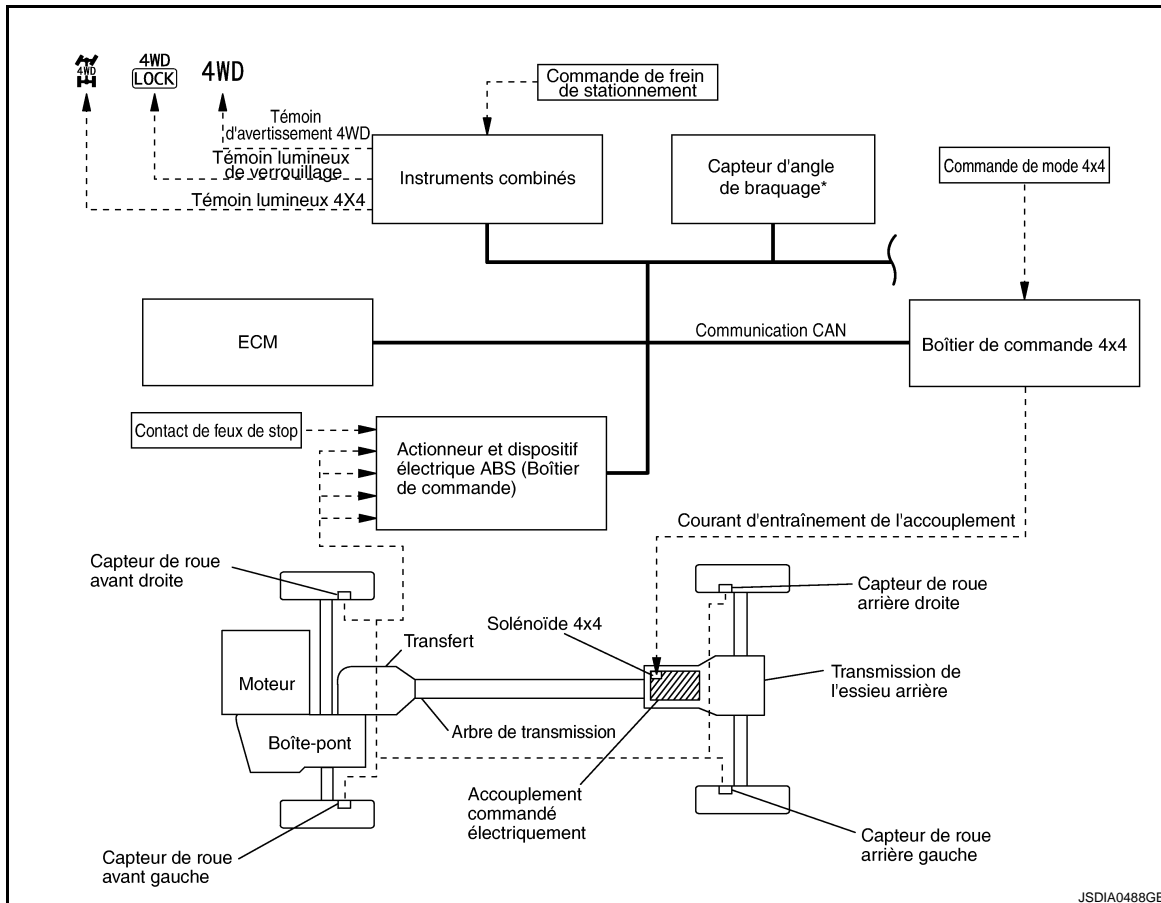 4WD
4WD
LOCK
4WD
Commande de frein
de stationnement
Témoin
d'avertissement 4WD
Témoin lumineux
de verrouillage
Témoin lumineux 4X4
Instruments combinés
Capteur d'angle
de braquage*
Commande de mode 4x4
ECM
Communication CAN
Boîtier de commande 4x4
Contact de feux de stop
Actionneur et dispositif
électrique ABS (Boîtier
de commande)
Courant d'entraînement de l'accouplement
Capteur de roue
avant droite
Capteur de roue
arrière droite
Solénoïde 4x4
Transfert
Moteur
Transmission de
l'essieu arrière
Arbre de transmission
Boîte-pont
Accouplement
commandé
électriquement
Capteur de roue
arrière gauche
Capteur de roue
avant gauche
JSDIA0488GB